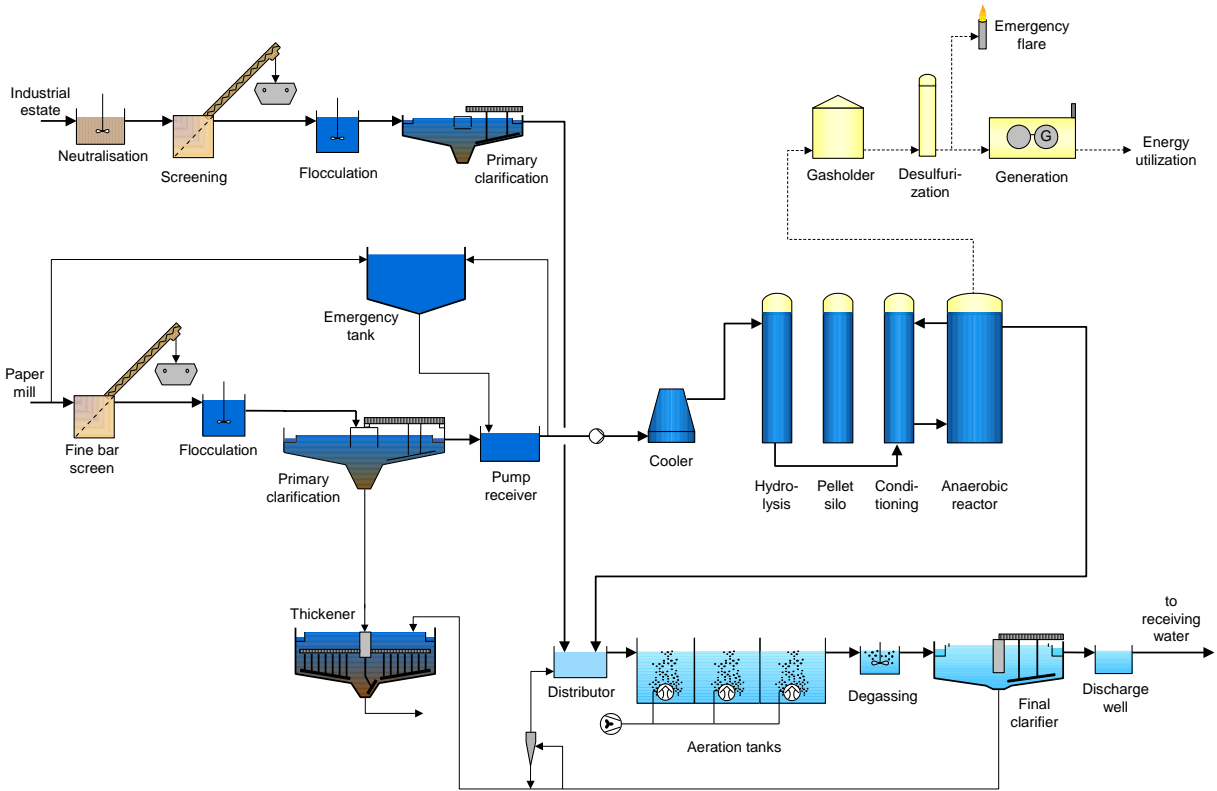 Emergency
flare
Industrial
estate
Neutralisation
Screening
Flocculation
Primary
clarification
Gasholder
Desulfuri-
zation
G
Generation
Energy
utilization
Emergency
tank
Paper
mill
Fine bar
screen
Flocculation
Primary
clarification
Pump
receiver
Cooler
Hydro-
lysis
Pellet
silo
Condi-
tioning
Anaerobic
reactor
Thickener
Distributor
Aeration tanks
Degassing
Final
clarifier
Discharge
well
to
receiving
water